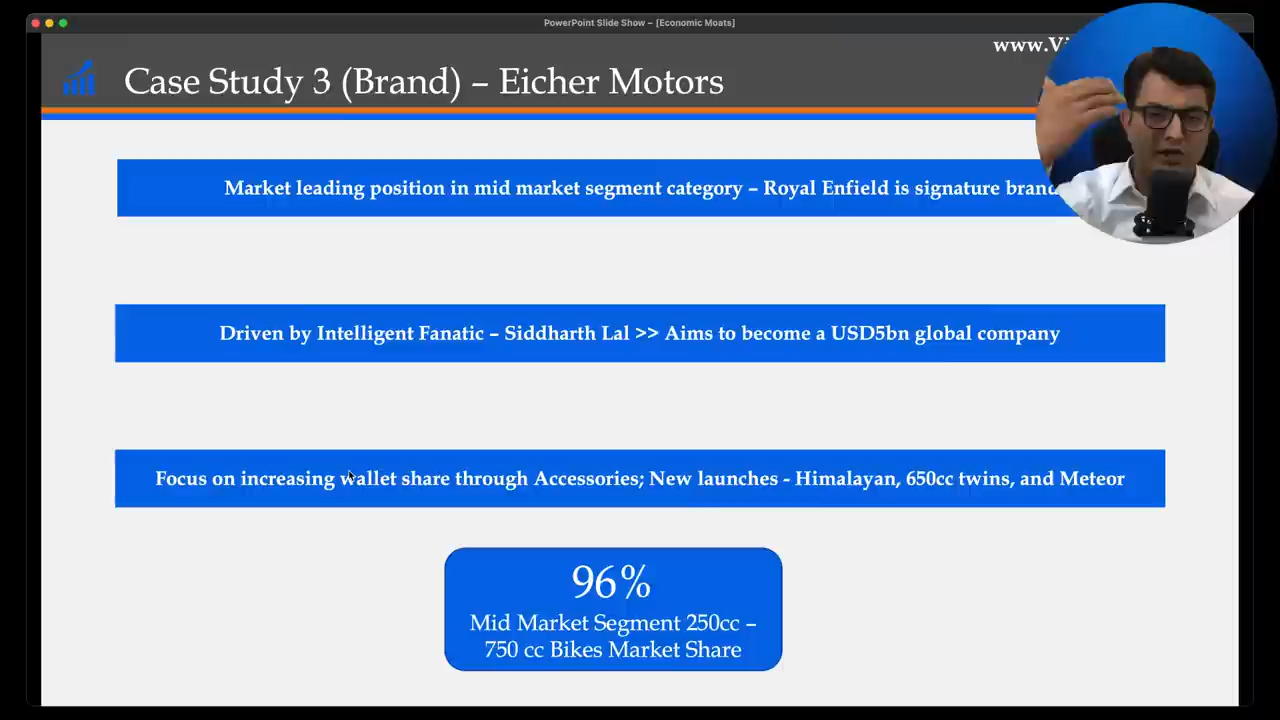 PowerPoint Slide Show – [Economic Moats]
www.Vi
Case Study 3 (Brand) – Eicher Motors
Market leading position in mid market segment category – Royal Enfield is signature brand
Driven by Intelligent Fanatic – Siddharth Lal >> Aims to become a USD5bn global company
Focus on increasing wallet share through Accessories; New launches - Himalayan, 650cc twins, and Meteor
96%
Mid Market Segment 250cc –
750 cc Bikes Market Share